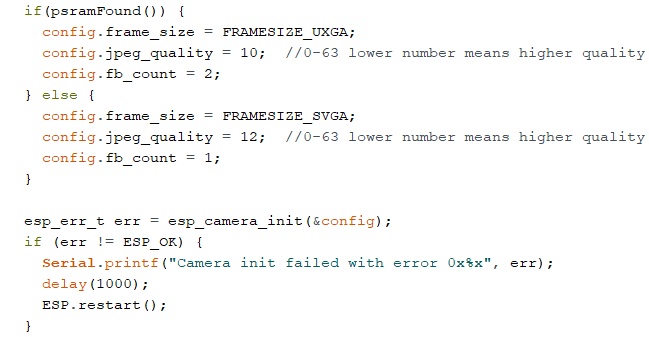 if(psramFound()) {
  config.frame_size = FRAMESIZE_UXGA;
  config.jpeg_quality = 10;  //0-63 lower number means higher quality
  config.fb_count = 2;
} else {
  config.frame_size = FRAMESIZE_SVGA;
  config.jpeg_quality = 12;  //0-63 lower number means higher quality
  config.fb_count = 1;
}

esp_err_t err = esp_camera_init(&config);
if (err != ESP_OK) {
  Serial.printf("Camera init failed with error 0x%x", err);
  delay(1000);
  ESP.restart();
}